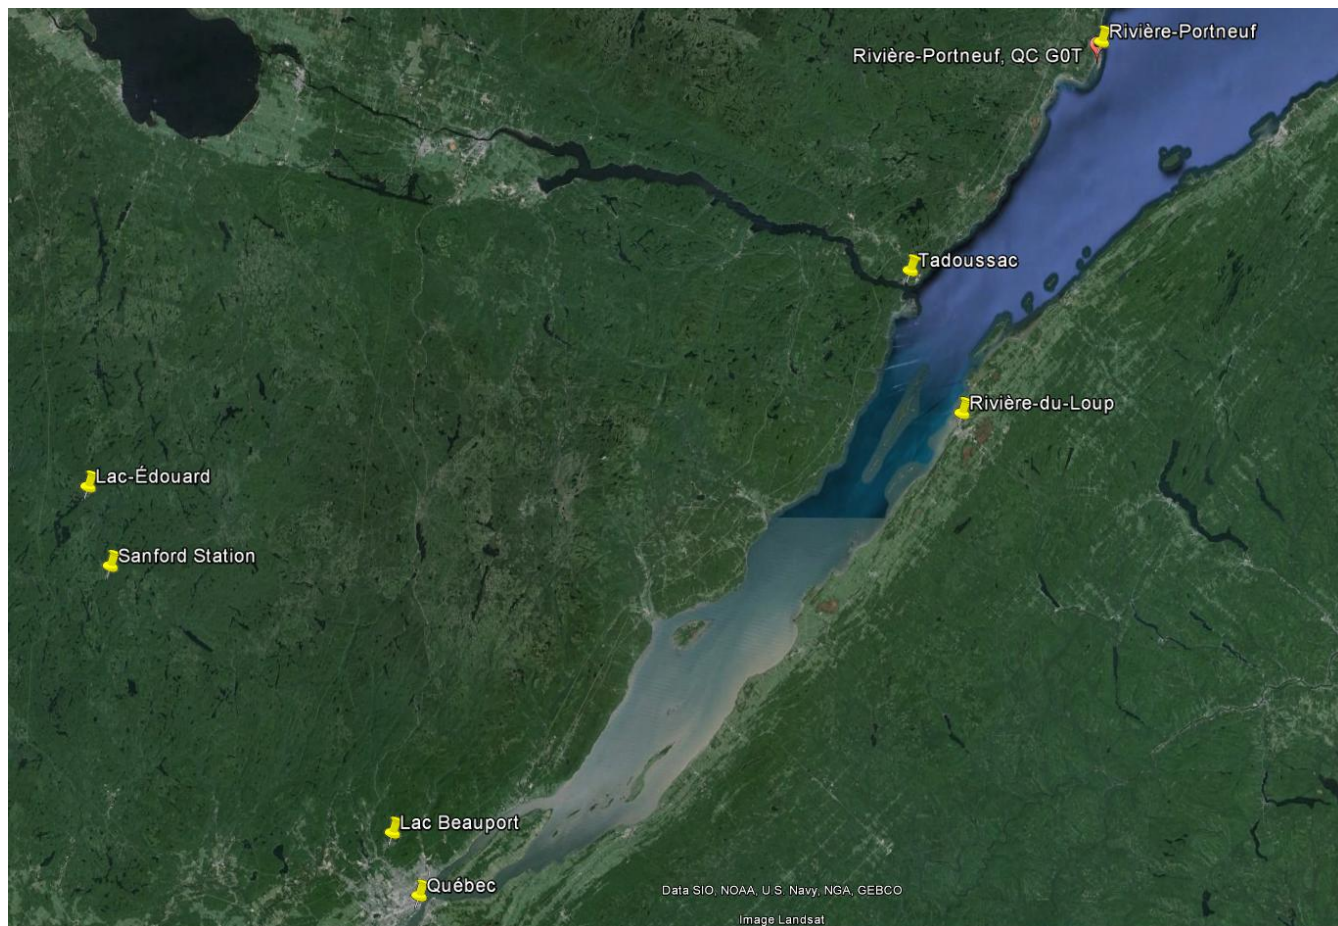 Rivière-Portneuf
Rivière-Portneuf, QC G0T
Tadoussac
Rivière-du-Loup
Lac-Édouard
Sanford Station
Lac Beauport
Québec
Data SIO, NOAA, U.S. Navy, NGA, GEBCO
Image Landsat